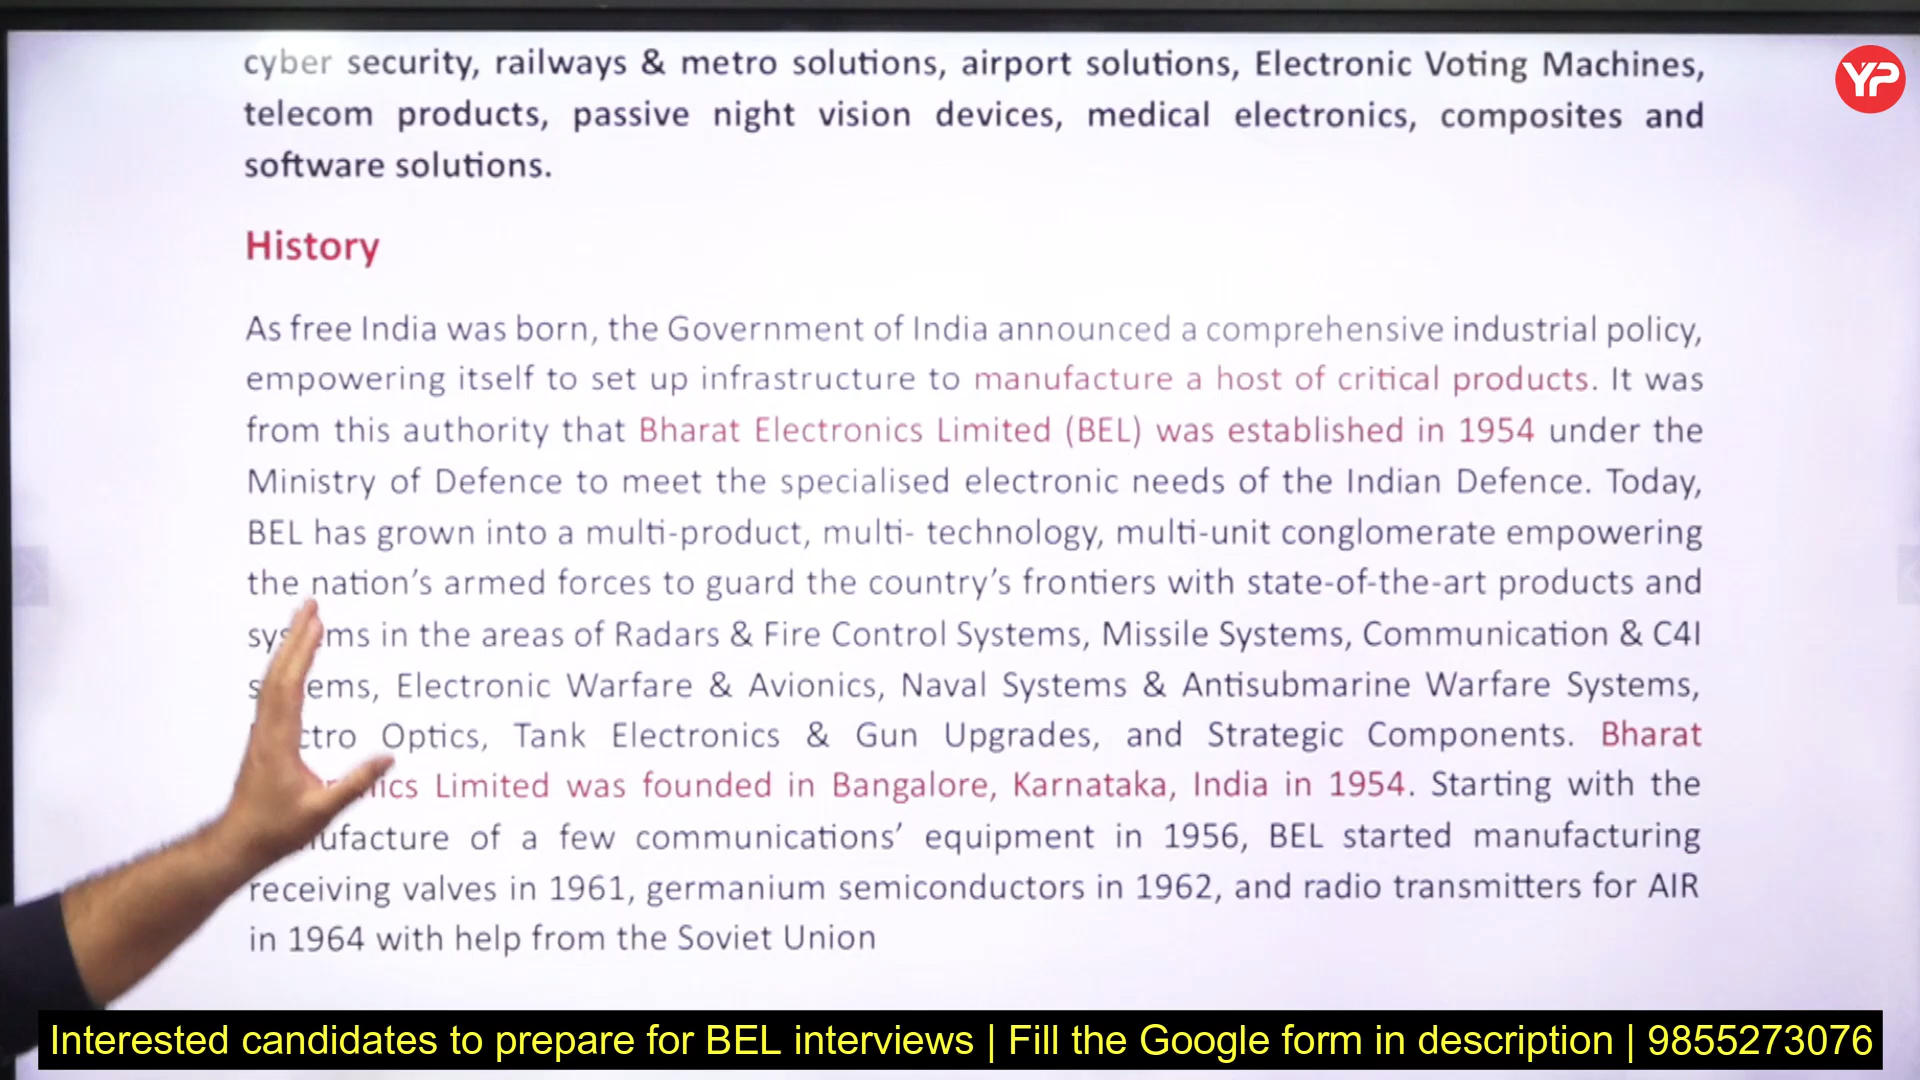 cyber security, railways & metro solutions, airport solutions, Electronic Voting Machines,
telecom products, passive night vision devices, medical electronics, composites and
software solutions.
YP
History
As free India was born, the Government of India announced a comprehensive industrial policy,
empowering itself to set up infrastructure to manufacture a host of critical products. It was
from this authority that Bharat Electronics Limited (BEL) was established in 1954 under the
Ministry of Defence to meet the specialised electronic needs of the Indian Defence. Today,
BEL has grown into a multi-product, multi- technology, multi-unit conglomerate empowering
the nation's armed forces to guard the country's frontiers with state-of-the-art products and
in the areas of Radars & Fire Control Systems, Missile Systems, Communication & C4I
Electronic Warfare & Avionics, Naval Systems & Antisubmarine Warfare Systems,
Optics, Tank Electronics & Gun Upgrades, and Strategic Components. Bharat
Limited was founded in Bangalore, Karnataka, India in 1954. Starting with the
of a few communications' equipment in 1956, BEL started manufacturing
receiving valves in 1961, germanium semiconductors in 1962, and radio transmitters for AIR
in 1964 with help from the Soviet Union
Interested candidates to prepare for BEL interviews | Fill the Google form in description | 9855273076